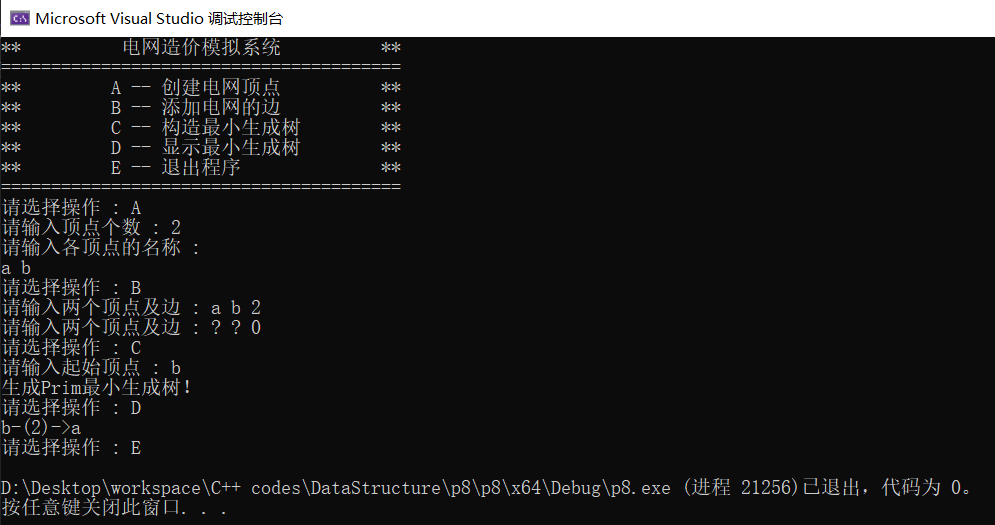 Microsoft Visual Studio 调试控制台
**          电网造价模拟系统          **
========================================
**         A -- 创建电网顶点          **
**         B -- 添加电网的边          **
**         C -- 构造最小生成树        **
**         D -- 显示最小生成树        **
**         E -- 退出程序              **
========================================
请选择操作 : A
请输入顶点个数 : 2
请输入各顶点的名称 :
a b
请选择操作 : B
请输入两个顶点及边 : a b 2
请输入两个顶点及边 : ? ? 0
请选择操作 : C
请输入起始顶点 : b
生成Prim最小生成树!
请选择操作 : D
b-(2)->a
请选择操作 : E
D:\Desktop\workspace\C++ codes\DataStructure\p8\p8\x64\Debug\p8.exe (进程 21256)已退出，代码为 0。
按任意键关闭此窗口. . .